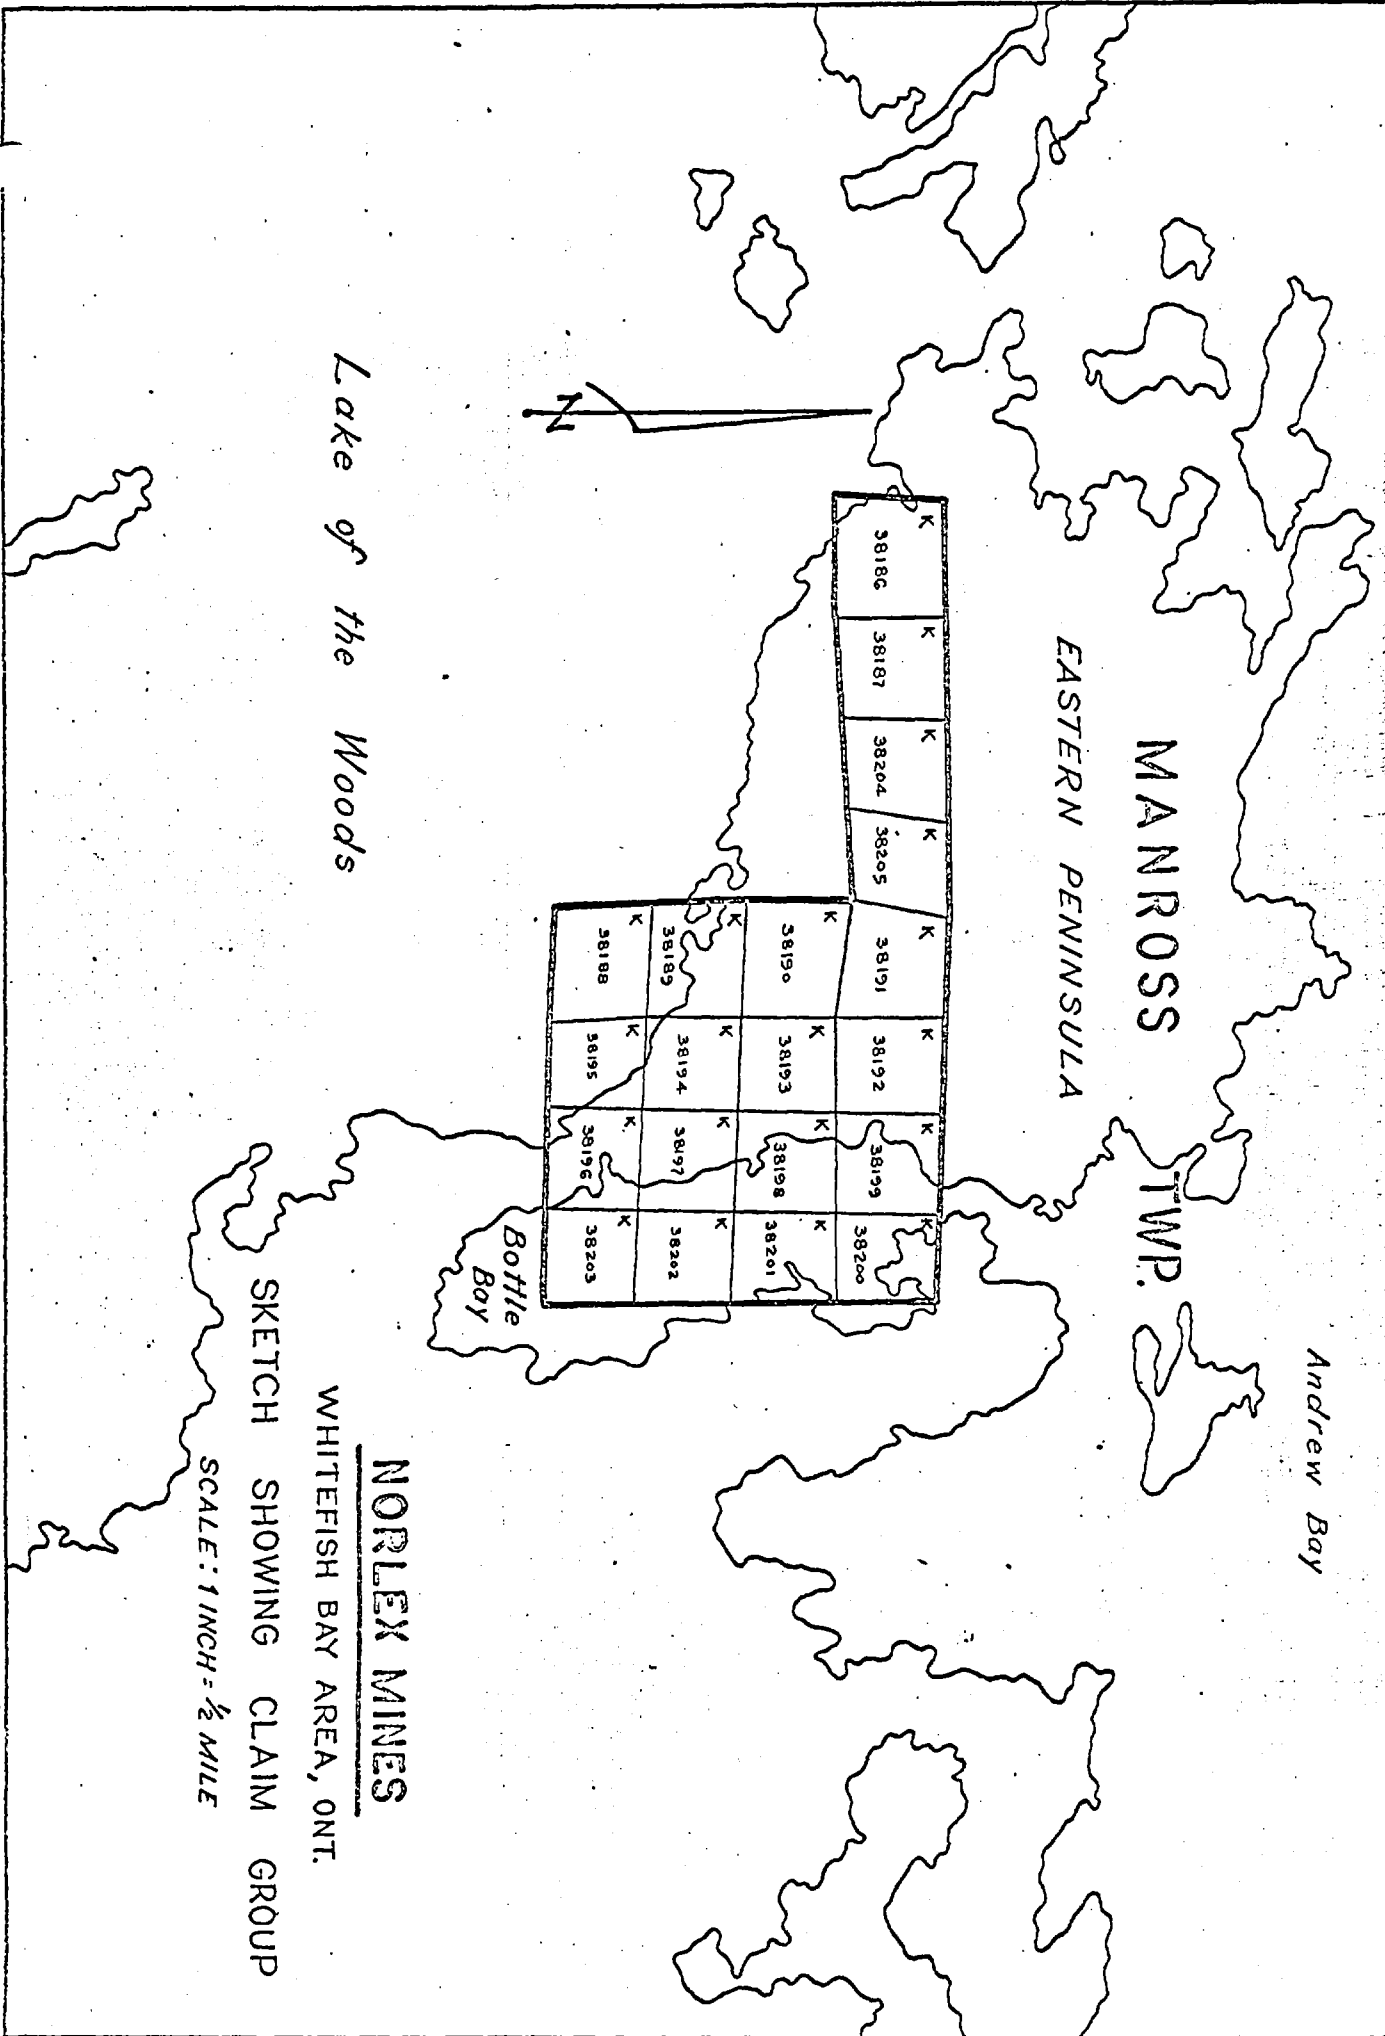 Andrew Bay
MANROSS TWP.
EASTERN PENINSULA
K K K K K K K K
38186 38187 38204 38205 38191 38192 38199 38200
K K K K
38190 38193 38198 38201
K K K K
38189 38194 38197 38202
K K K K
38188 38195 38196 38203
N
Bottle
Bay
Lake of the Woods
NORLEX MINES
WHITEFISH BAY AREA, ONT.
SKETCH SHOWING CLAIM GROUP
SCALE: 1 INCH = ½ MILE